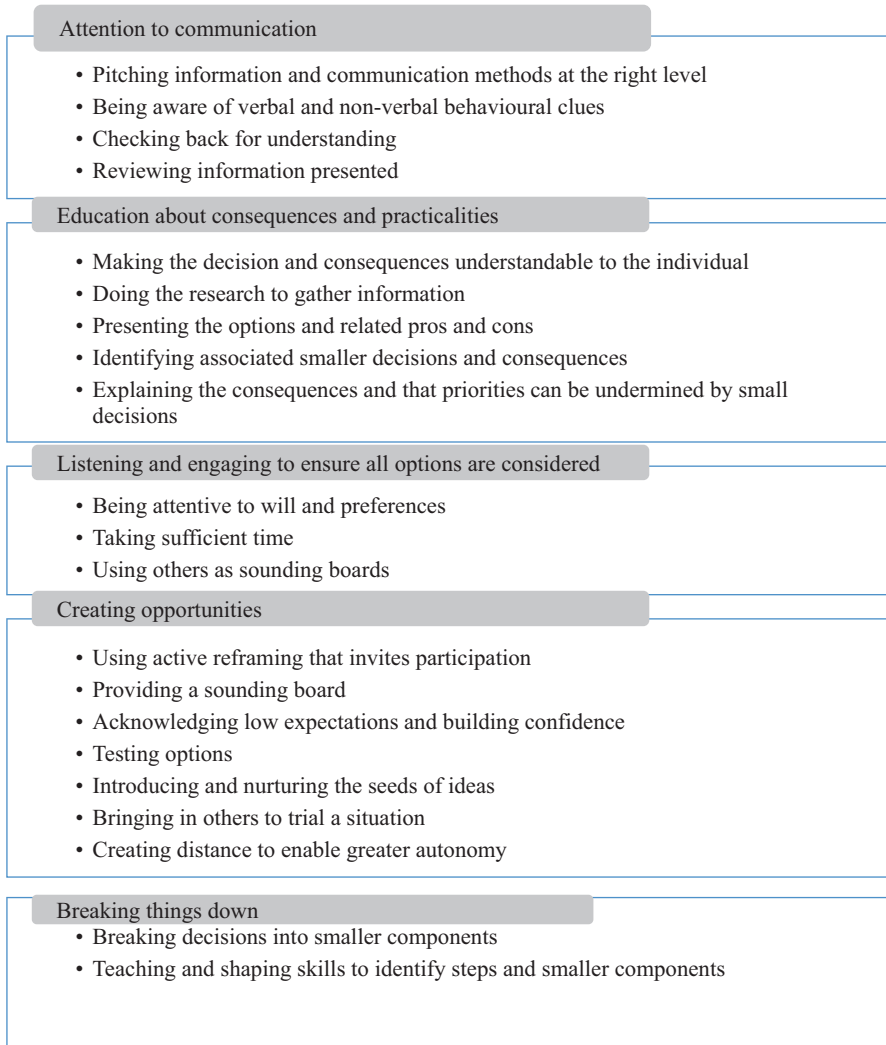 Attention to communication
• Pitching information and communication methods at the right level
• Being aware of verbal and non-verbal behavioural clues
• Checking back for understanding
• Reviewing information presented
Education about consequences and practicalities
• Making the decision and consequences understandable to the individual
• Doing the research to gather information
• Presenting the options and related pros and cons
• Identifying associated smaller decisions and consequences
• Explaining the consequences and that priorities can be undermined by small
decisions
Listening and engaging to ensure all options are considered
• Being attentive to will and preferences
• Taking sufficient time
• Using others as sounding boards
Creating opportunities
• Using active reframing that invites participation
• Providing a sounding board
• Acknowledging low expectations and building confidence
• Testing options
• Introducing and nurturing the seeds of ideas
• Bringing in others to trial a situation
• Creating distance to enable greater autonomy
Breaking things down
• Breaking decisions into smaller components
• Teaching and shaping skills to identify steps and smaller components